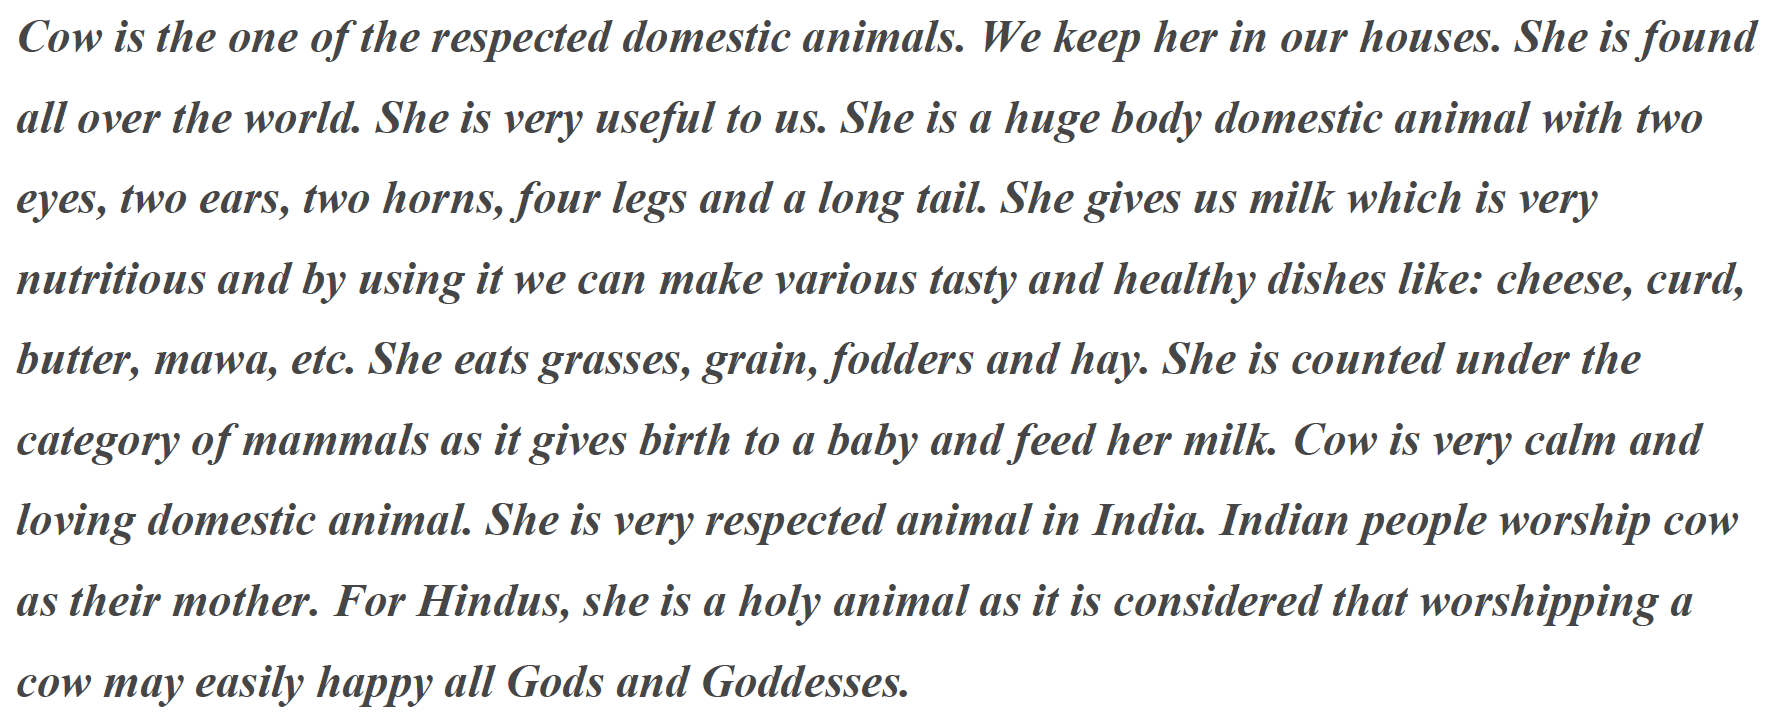 Cow is the one of the respected domestic animals. We keep her in our houses. She is found
all over the world. She is very useful to us. She is a huge body domestic animal with two
eyes, two ears, two horns, four legs and a long tail. She gives us milk which is very
nutritious and by using it we can make various tasty and healthy dishes like: cheese, curd,
butter, mawa, etc. She eats grasses, grain, fodders and hay. She is counted under the
category of mammals as it gives birth to a baby and feed her milk. Cow is very calm and
loving domestic animal. She is very respected animal in India. Indian people worship cow
as their mother. For Hindus, she is a holy animal as it is considered that worshipping a
cow may easily happy all Gods and Goddesses.